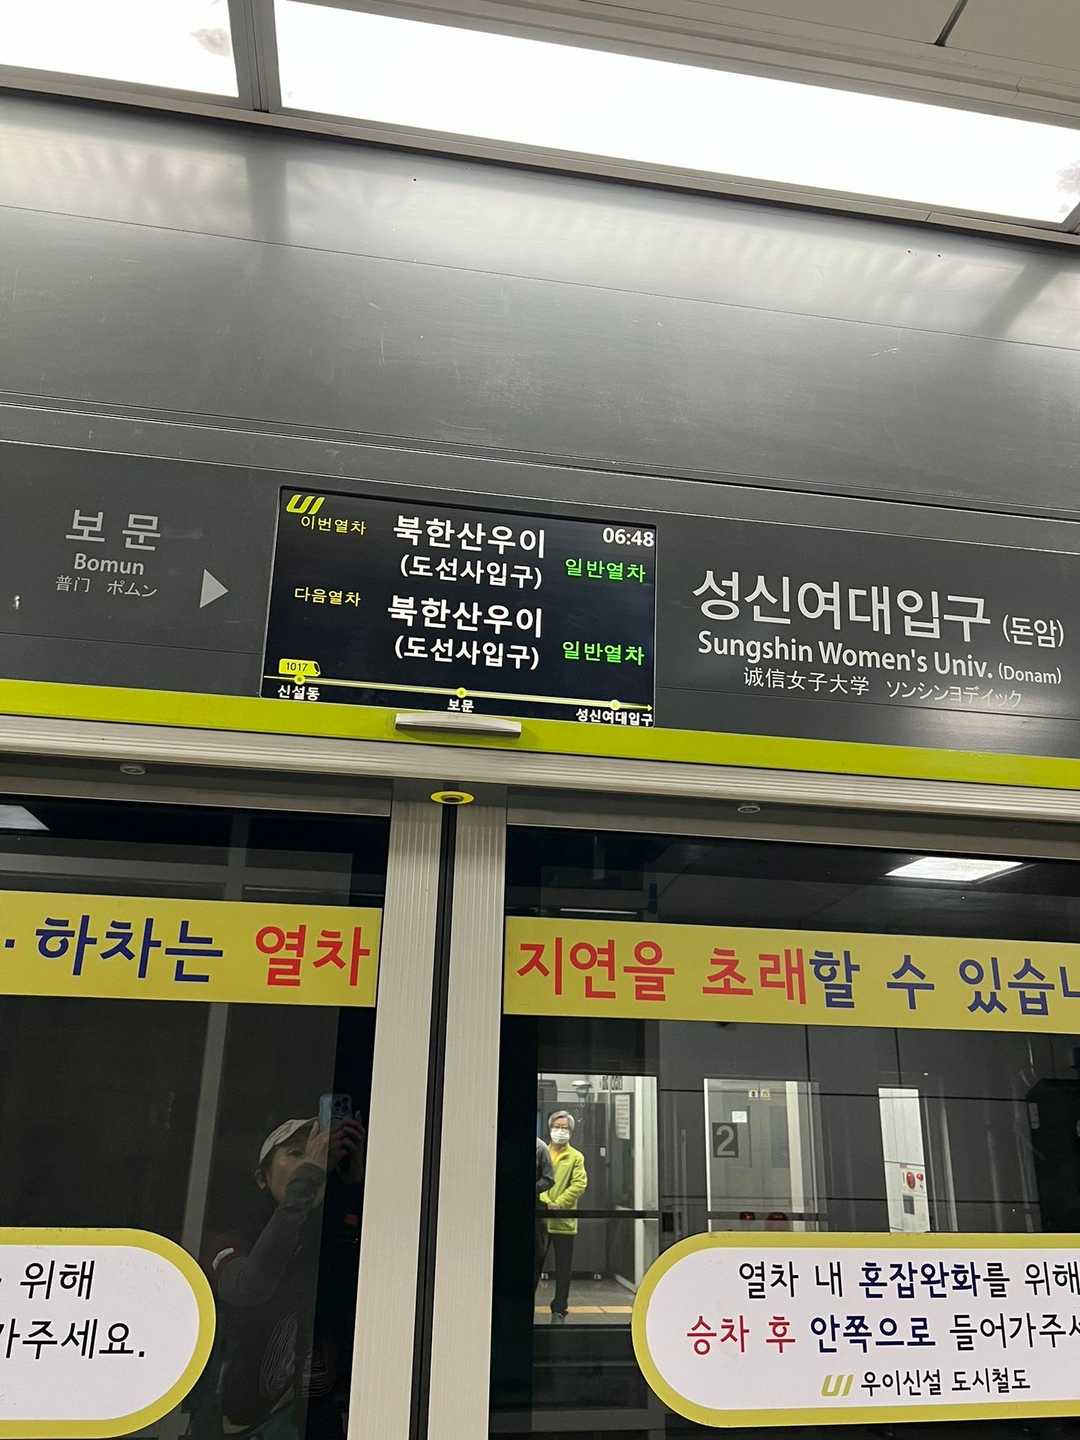 보문
Bomun
普门 ポムン
UI
이번열차 북한산우이 06:48
(도선사입구) 일반열차
다음열차 북한산우이
(도선사입구) 일반열차
1017
신설동 보문 성신여대입구
성신여대입구 (돈암)
Sungshin Women's Univ. (Donam)
诚信女子大学 ソンシンヨデイック
하차는 열차 지연을 초래할 수 있습
2
위해
가주세요.
열차 내 혼잡완화를 위해
승차 후 안쪽으로 들어가주
UI 우이신설 도시철도